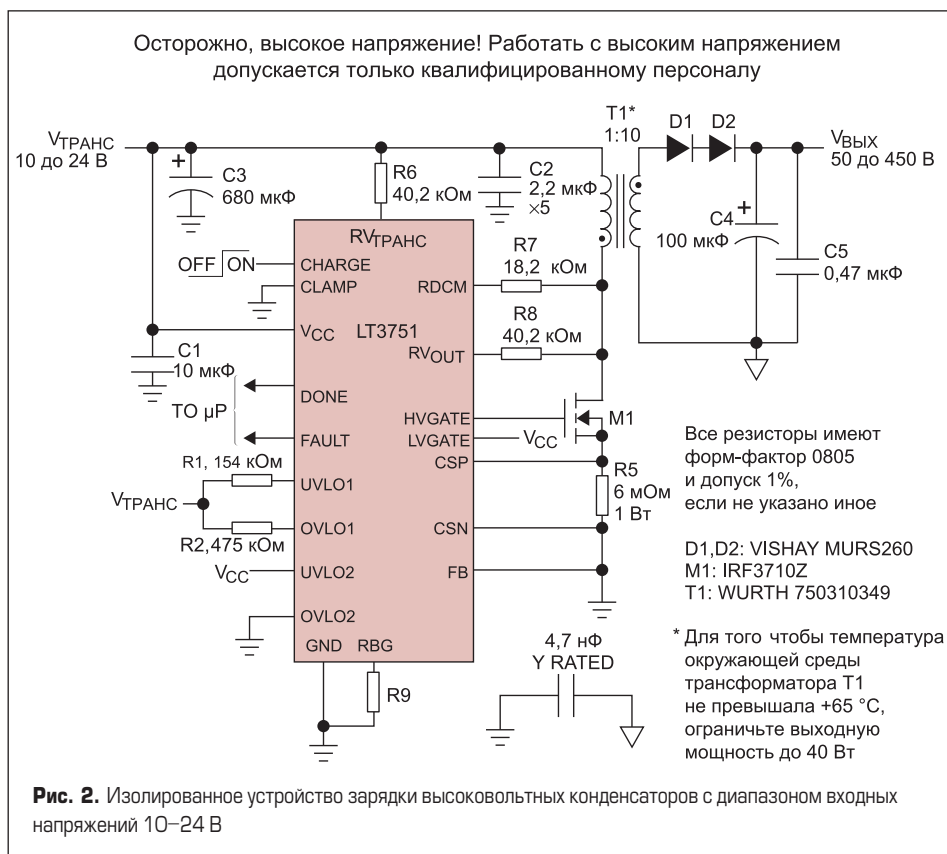 Осторожно, высокое напряжение! Работать с высоким напряжением
допускается только квалифицированному персоналу
T1*
1:10
D1
D2
VТРАНС
10 до 24 В
VВЫХ
50 до 450 В
C3
680 мкФ
R6
40,2 кОм
C2
2,2 мкФ
×5
C4
100 мкФ
C5
0,47 мкФ
RVТРАНС
OFF
ON
CHARGE
CLAMP
RDCM
R7
18,2 кОм
VCC
LT3751
R8
40,2 кОм
RVOUT
C1
10 мкФ
DONE
TO µP
FAULT
HVGATE
LVGATE
VCC
M1
CSP
R1, 154 кОм
UVLO1
VТРАНС
OVLO1
R2,475 кОм
CSN
R5
6 мОм
1 Вт
VCC
UVLO2
FB
OVLO2
GND
RBG
R9
4,7 нФ
Y RATED
Все резисторы имеют
форм-фактор 0805
и допуск 1%,
если не указано иное
D1,D2: VISHAY MURS260
M1: IRF3710Z
T1: WURTH 750310349
* Для того чтобы температура
окружающей среды
трансформатора T1
не превышала +65 °C,
ограничьте выходную
мощность до 40 Вт
Рис. 2. Изолированное устройство зарядки высоковольтных конденсаторов с диапазоном входных
напряжений 10–24 В